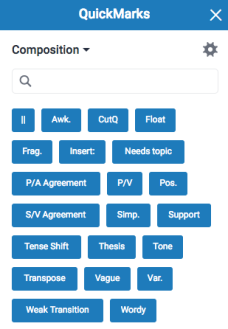 QuickMarks
Composition
|| Awk. CutQ Float
Frag. Insert: Needs topic
P/A Agreement P/V Pos.
S/V Agreement Simp. Support
Tense Shift Thesis Tone
Transpose Vague Var.
Weak Transition Wordy